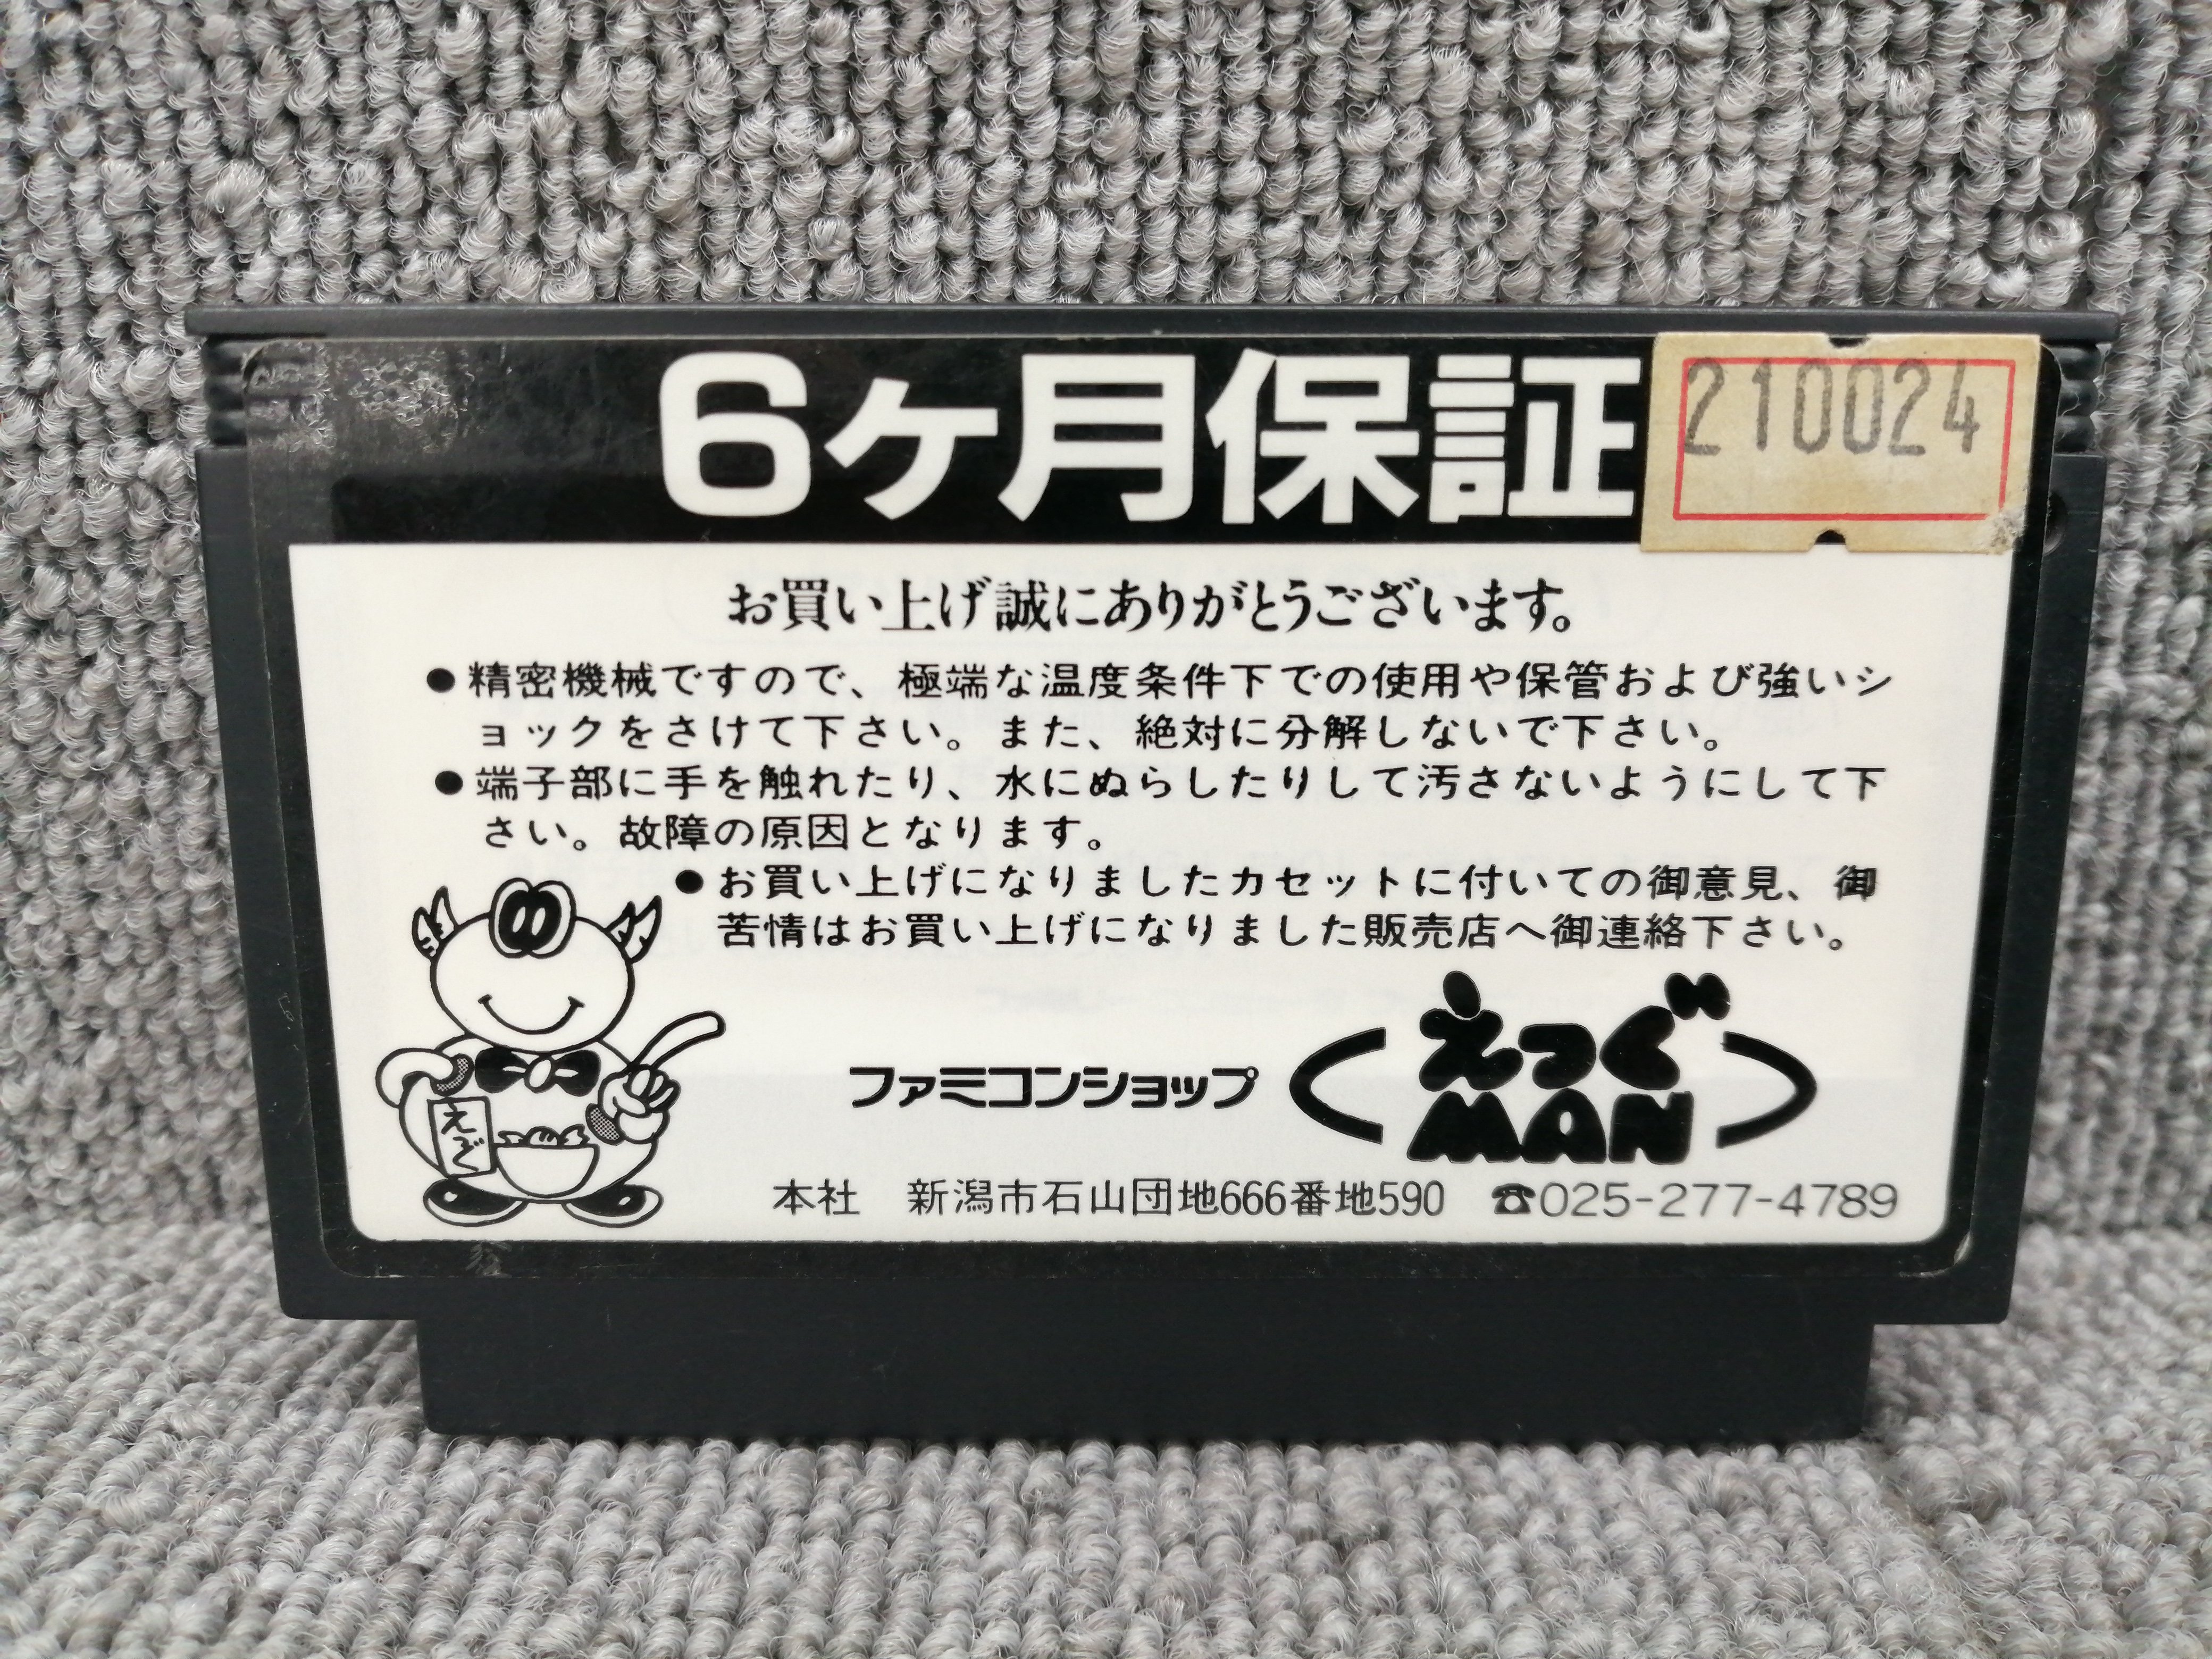 6ヶ月保証
210024
お買い上げ誠にありがとうございます。
●精密機械ですので、極端な温度条件下での使用や保管および強いシ
ョックをさけて下さい。また、絶対に分解しないで下さい。
●端子部に手を触れたり、水にぬらしたりして汚さないようにして下
さい。故障の原因となります。
●お買い上げになりましたカセットに付いての御意見、御
苦情はお買い上げになりました販売店へ御連絡下さい。
えっぐ
MAN
ファミコンショップ
えご
本社 新潟市石山団地666番地590 ☎025-277-4789